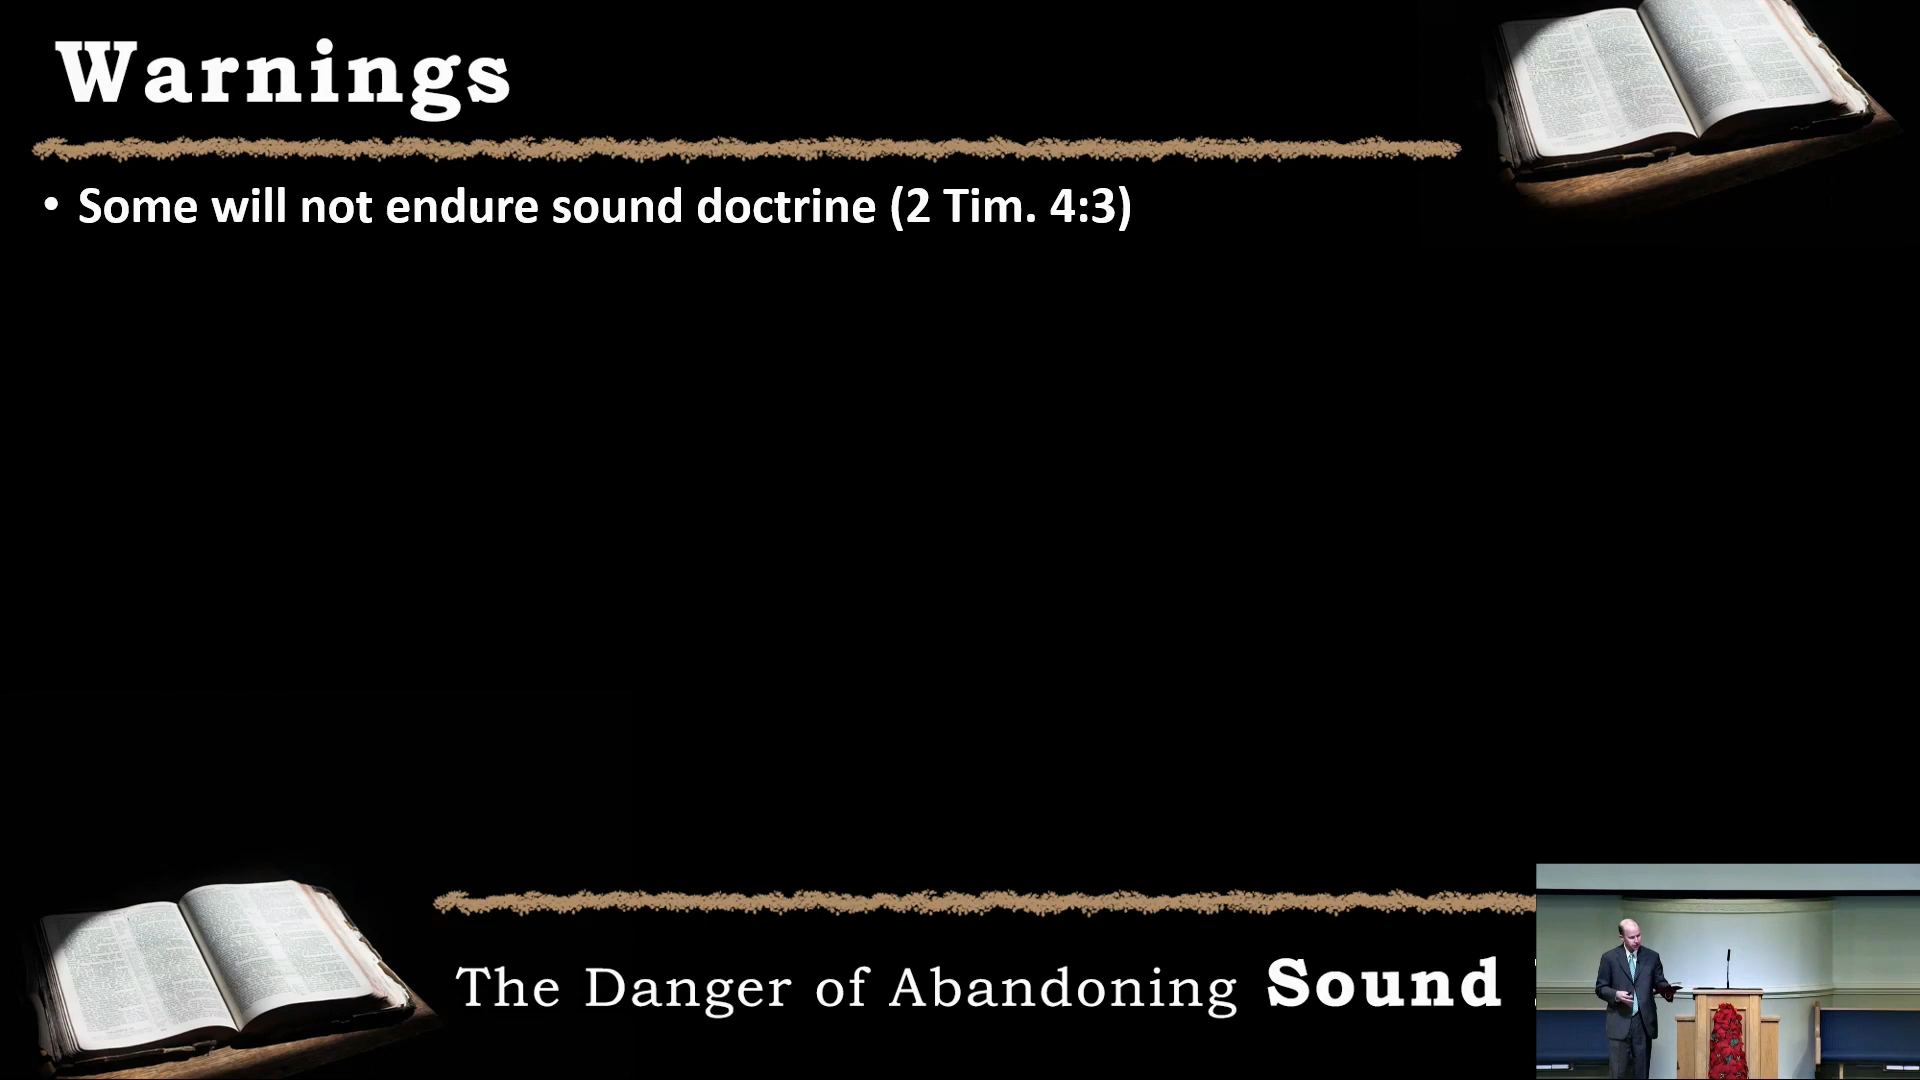 Warnings
• Some will not endure sound doctrine (2 Tim. 4:3)
The Danger of Abandoning Sound